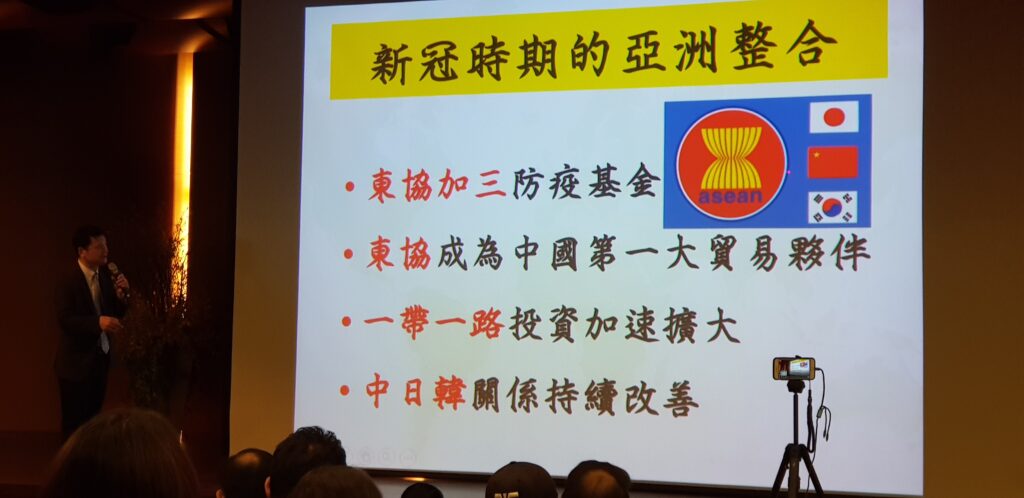 新冠時期的亞洲整合
asean
• 東協加三防疫基金
• 東協成為中國第一大貿易夥伴
• 一帶一路投資加速擴大
• 中日韓關係持續改善